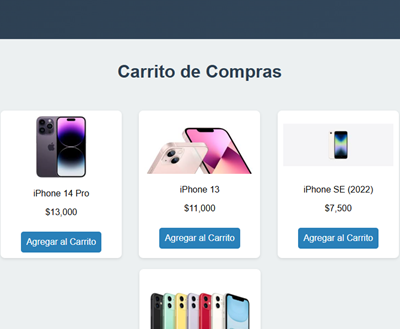 Carrito de Compras
iPhone 14 Pro
$13,000
Agregar al Carrito
iPhone 13
$11,000
Agregar al Carrito
iPhone SE (2022)
$7,500
Agregar al Carrito